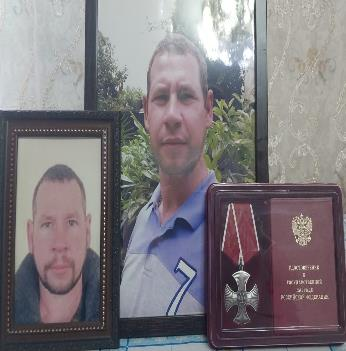 7
УДОСТОВЕРЕНИЕ
К
ГОСУДАРСТВЕННОЙ
НАГРАДЕ
РОССИЙСКОЙ ФЕДЕРАЦИИ